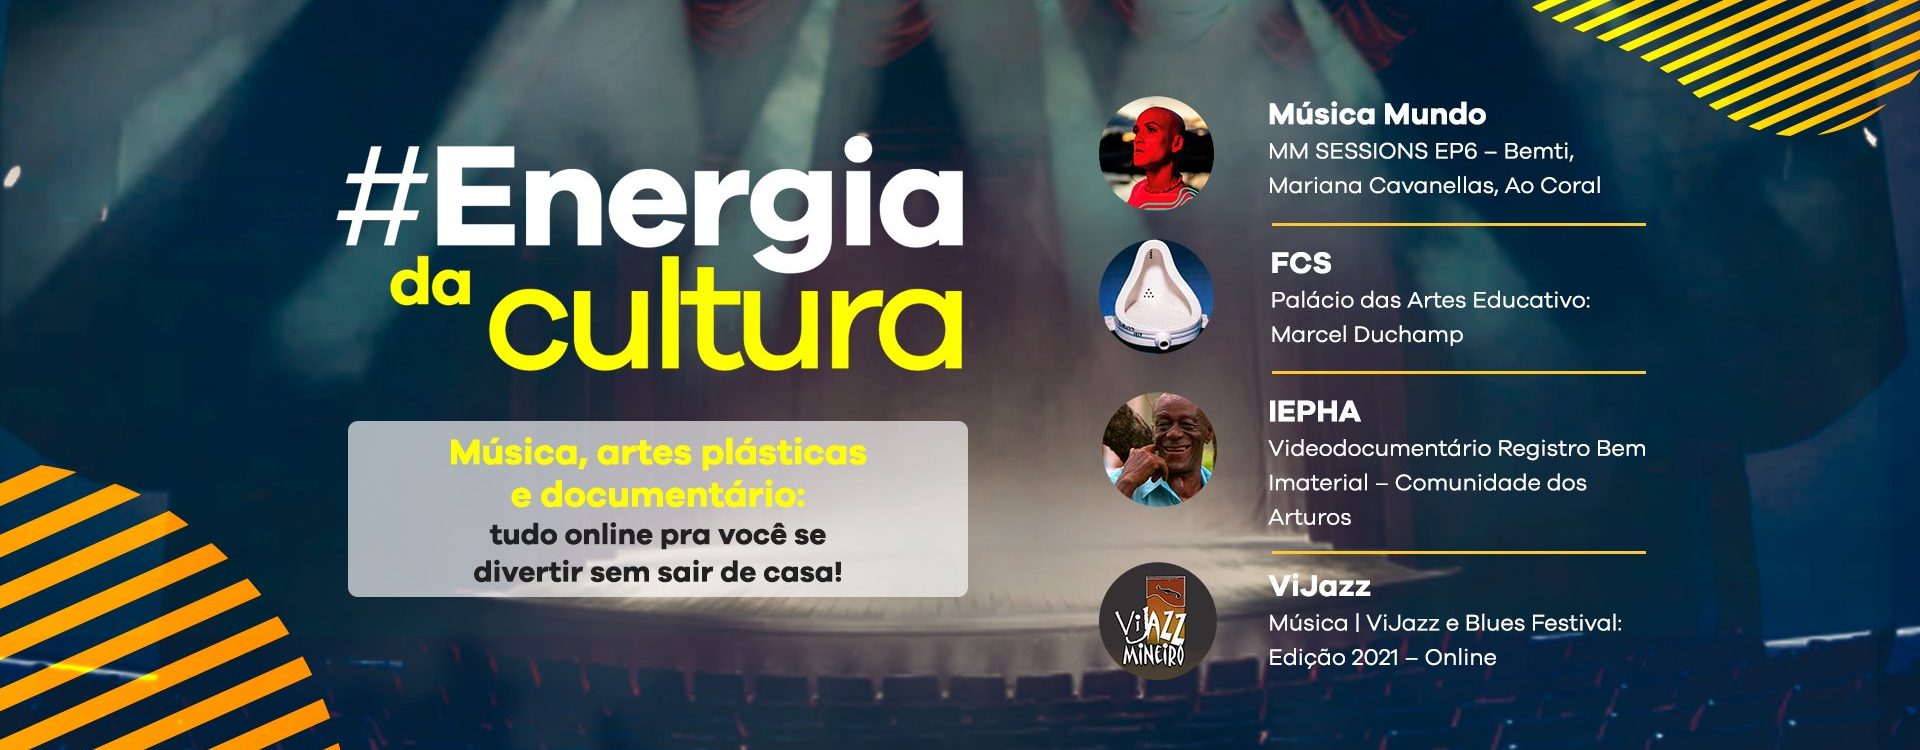 #Energia
da cultura
Música, artes plásticas
e documentário:
tudo online pra você se
divertir sem sair de casa!
Música Mundo
MM SESSIONS EP6 – Bemti,
Mariana Cavanellas, Ao Coral
FCS
Palácio das Artes Educativo:
Marcel Duchamp
IEPHA
Videodocumentário Registro Bem
Imaterial – Comunidade dos
Arturos
ViJAZZ
MINEIRO
ViJazz
Música | ViJazz e Blues Festival:
Edição 2021 – Online